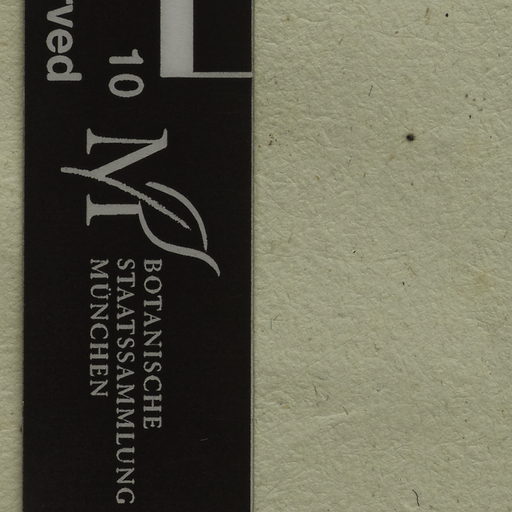 rved
10
M
BOTANISCHE
STAATSSAMMLUNG
MÜNCHEN